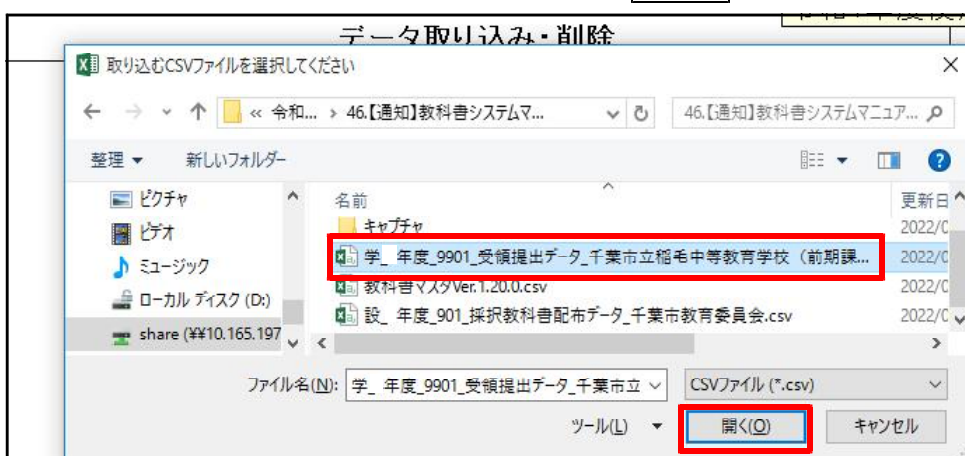 データ取り込み・削除
取り込むCSVファイルを選択してください
« 令和... › 46.【通知】教科書システムマ...
46.【通知】教科書システムマニュア...
整理
新しいフォルダー
名前
更新日
ピクチャ
ビデオ
ミュージック
ローカル ディスク (D:)
share (¥¥10.165.197
キャプチャ
2022/0
学_ 年度_9901_受領提出データ_千葉市立稲毛中等教育学校（前期課...
2022/0
教科書マスタVer.1.20.0.csv
2022/0
設_ 年度_901_採択教科書配布データ_千葉市教育委員会.csv
2022/0
ファイル名(N):
学_ 年度_9901_受領提出データ_千葉市立
CSVファイル (*.csv)
ツール(L)
開く(O)
キャンセル